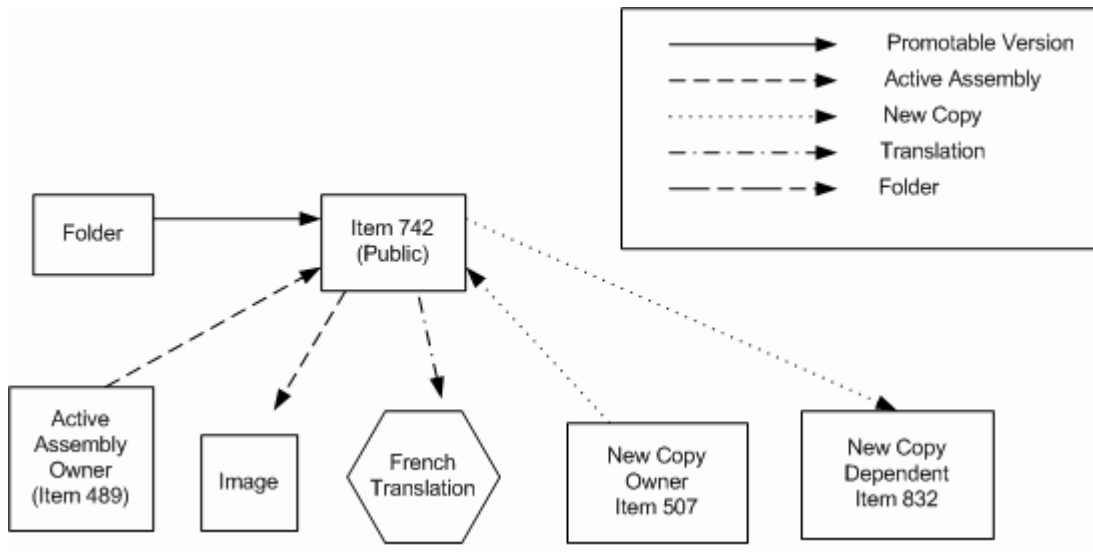 Promotable Version
Active Assembly
New Copy
Translation
Folder
Folder
Item 742
(Public)
Active
Assembly
Owner
(Item 489)
Image
French
Translation
New Copy
Owner
Item 507
New Copy
Dependent
Item 832